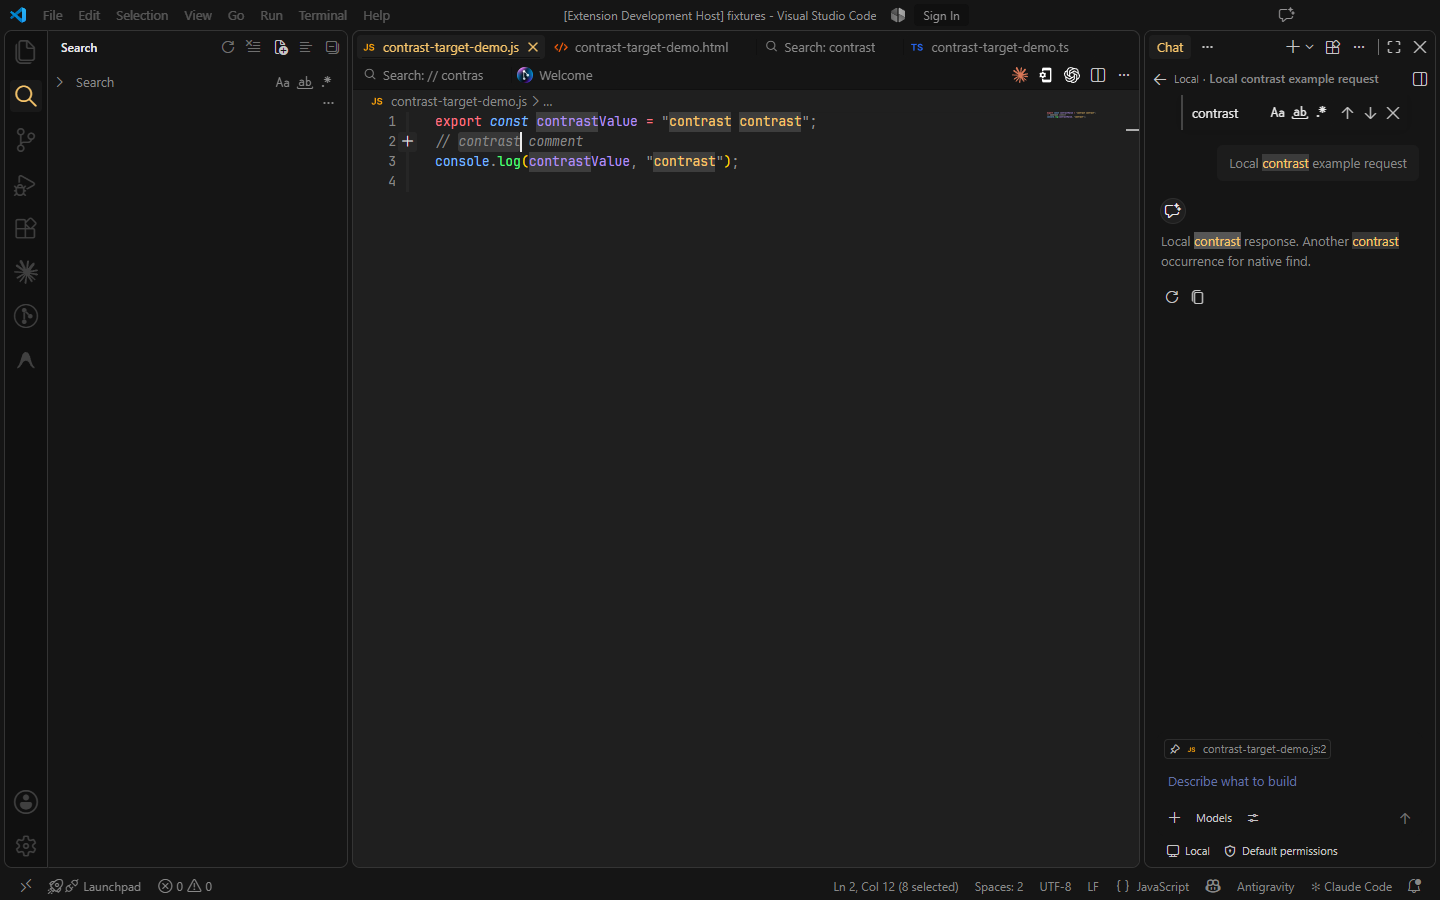 File Edit Selection View Go Run Terminal Help
[Extension Development Host] fixtures - Visual Studio Code
Sign In
Search
Search
Aa ab .*
JS contrast-target-demo.js
contrast-target-demo.html
Search: contrast
TS contrast-target-demo.ts
Search: // contras
Welcome
JS contrast-target-demo.js > ...
1 export const contrastValue = "contrast contrast";
2 // contrast comment
3 console.log(contrastValue, "contrast");
4
Chat
Local · Local contrast example request
contrast
Aa ab .*
Local contrast example request
Local contrast response. Another contrast
occurrence for native find.
JS contrast-target-demo.js:2
Describe what to build
Models
Local Default permissions
Launchpad 0 0
Ln 2, Col 12 (8 selected) Spaces: 2 UTF-8 LF { } JavaScript Antigravity Claude Code